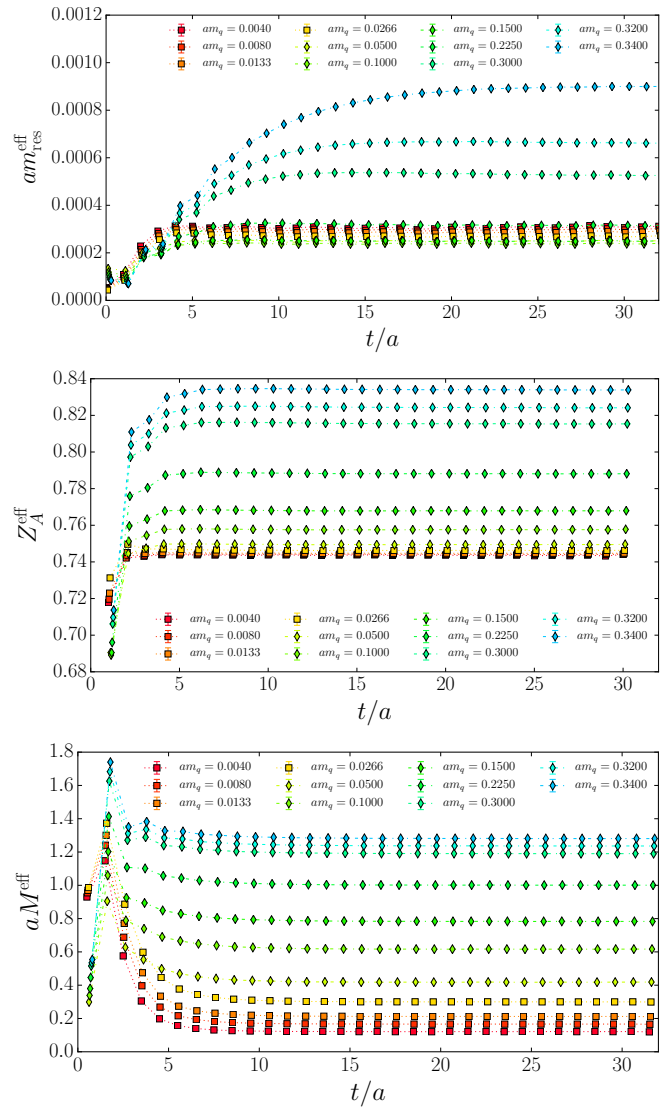 0.0012
0.0010
0.0008
0.0006
0.0004
0.0002
0.0000
am_res^eff
am_q = 0.0040 am_q = 0.0266 am_q = 0.1500 am_q = 0.3200
am_q = 0.0080 am_q = 0.0500 am_q = 0.2250 am_q = 0.3400
am_q = 0.0133 am_q = 0.1000 am_q = 0.3000
0 5 10 15 20 25 30
t/a
0.84
0.82
0.80
0.78
0.76
0.74
0.72
0.70
0.68
Z_A^eff
am_q = 0.0040 am_q = 0.0266 am_q = 0.1500 am_q = 0.3200
am_q = 0.0080 am_q = 0.0500 am_q = 0.2250 am_q = 0.3400
am_q = 0.0133 am_q = 0.1000 am_q = 0.3000
0 5 10 15 20 25 30
t/a
1.8
1.6
1.4
1.2
1.0
0.8
0.6
0.4
0.2
0.0
aM^eff
am_q = 0.0040 am_q = 0.0266 am_q = 0.1500 am_q = 0.3200
am_q = 0.0080 am_q = 0.0500 am_q = 0.2250 am_q = 0.3400
am_q = 0.0133 am_q = 0.1000 am_q = 0.3000
0 5 10 15 20 25 30
t/a